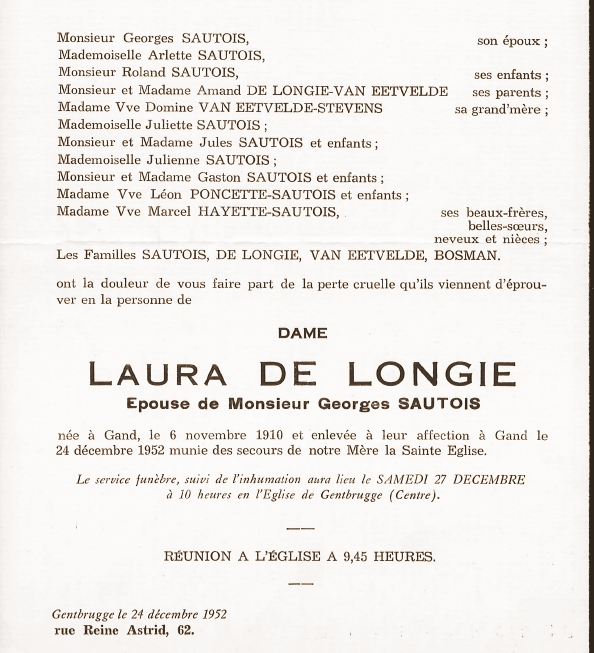 Monsieur Georges SAUTOIS, son époux ;
Mademoiselle Arlette SAUTOIS,
Monsieur Roland SAUTOIS, ses enfants ;
Monsieur et Madame Amand DE LONGIE-VAN EETVELDE ses parents ;
Madame Vve Domine VAN EETVELDE-STEVENS sa grand'mère ;
Mademoiselle Juliette SAUTOIS ;
Monsieur et Madame Jules SAUTOIS et enfants ;
Mademoiselle Julienne SAUTOIS ;
Monsieur et Madame Gaston SAUTOIS et enfants ;
Madame Vve Léon PONCETTE-SAUTOIS et enfants ;
Madame Vve Marcel HAYETTE-SAUTOIS, ses beaux-frères,
belles-sœurs,
neveux et nièces ;
Les Familles SAUTOIS, DE LONGIE, VAN EETVELDE, BOSMAN.
ont la douleur de vous faire part de la perte cruelle qu'ils viennent d'éprou-
ver en la personne de
DAME
LAURA DE LONGIE
Epouse de Monsieur Georges SAUTOIS
née à Gand, le 6 novembre 1910 et enlevée à leur affection à Gand le
24 décembre 1952 munie des secours de notre Mère la Sainte Eglise.
Le service funèbre, suivi de l'inhumation aura lieu le SAMEDI 27 DECEMBRE
à 10 heures en l'Eglise de Gentbrugge (Centre).
RÉUNION A L'ÉGLISE A 9,45 HEURES.
Gentbrugge le 24 décembre 1952
rue Reine Astrid, 62.